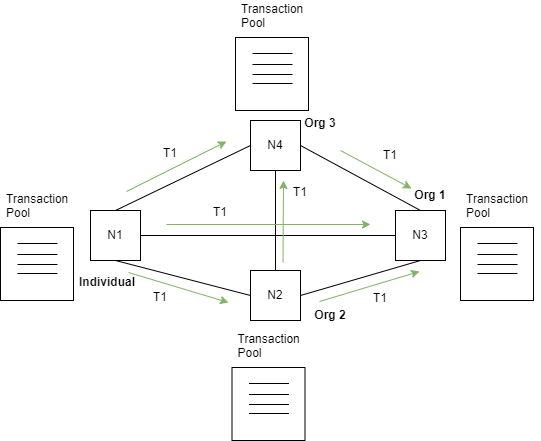 Transaction
Pool
Org 3
N4
T1
T1
T1
Org 1
Transaction
Pool
Transaction
Pool
T1
N1
N3
Individual
T1
N2
T1
Org 2
Transaction
Pool